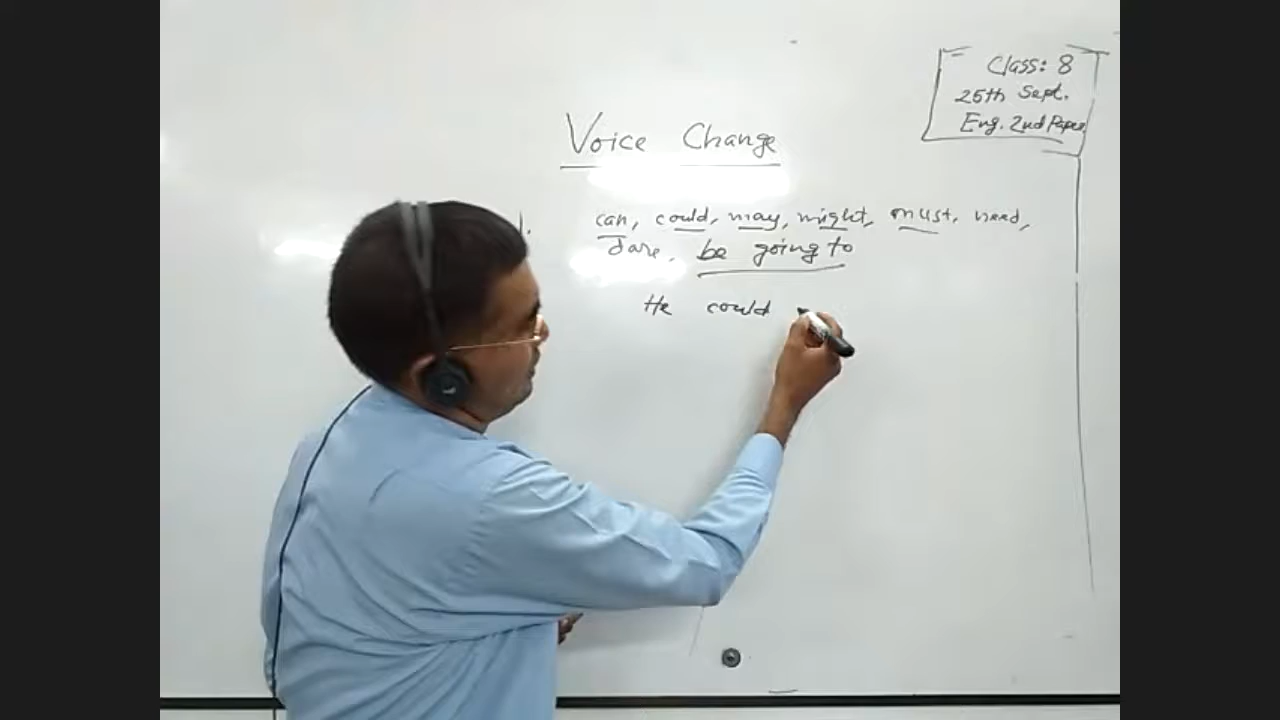 Class: 8
25th Sept.
Eng. 2nd Paper
Voice Change
can, could, may, might, must, need,
dare, be going to
He could